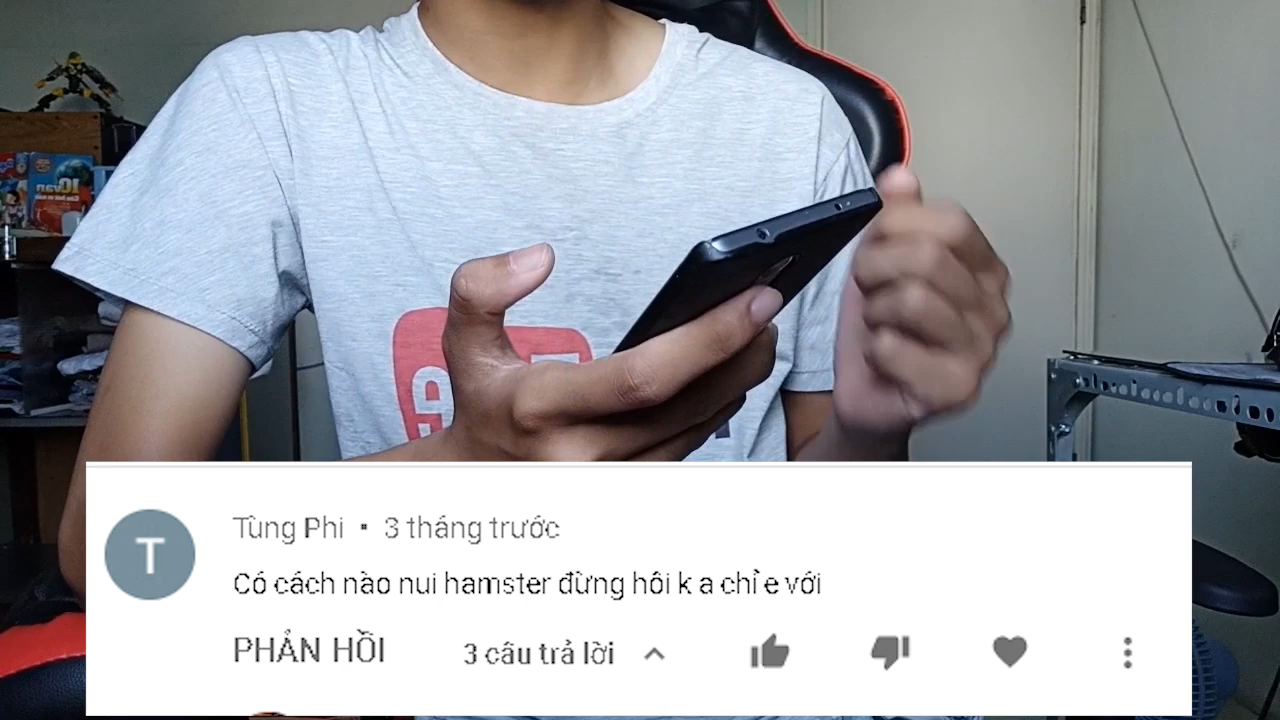 Tùng Phi • 3 tháng trước
Có cách nào nui hamster đừng hôi k a chỉ e với
PHẢN HỒI
3 câu trả lời
T